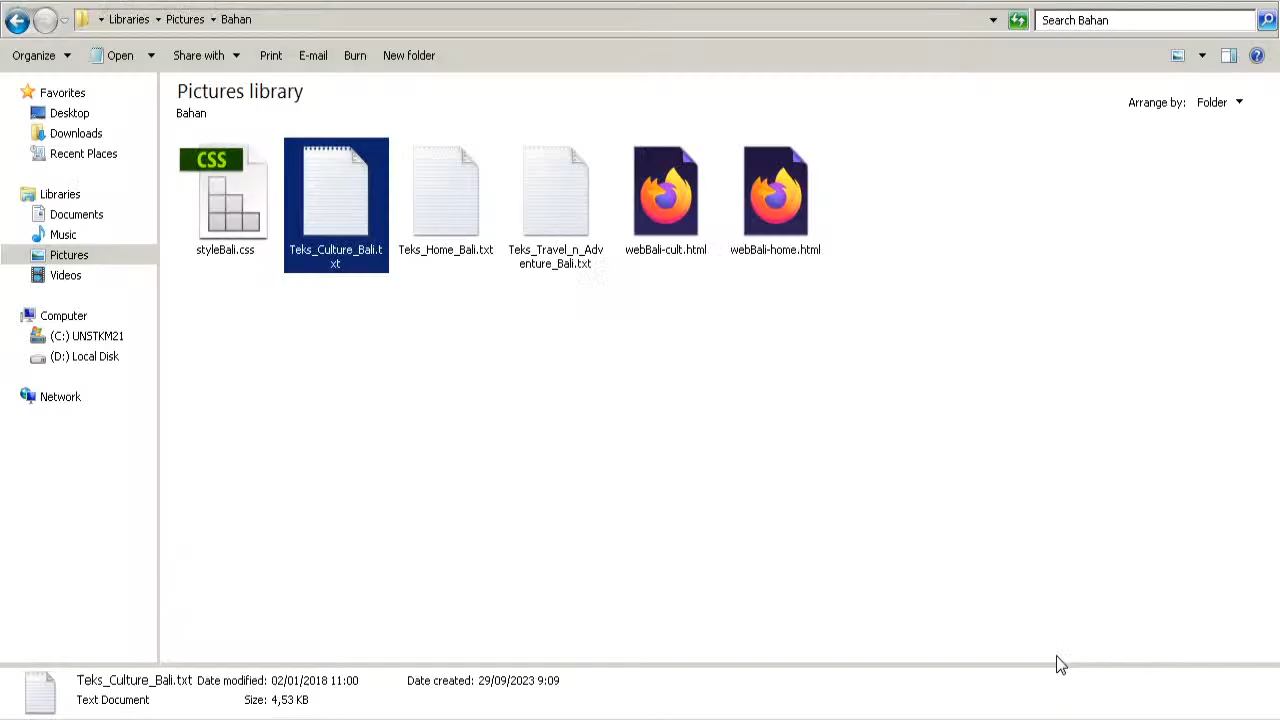 Libraries Pictures Bahan
Search Bahan
Organize Open Share with Print E-mail Burn New folder
Favorites
Desktop
Downloads
Recent Places
Libraries
Documents
Music
Pictures
Videos
Computer
(C:) UNSTKM21
(D:) Local Disk
Network
Pictures library
Bahan
Arrange by: Folder
CSS
styleBali.css
Teks_Culture_Bali.t
xt
Teks_Home_Bali.txt
Teks_Travel_n_Adv
enture_Bali.txt
webBali-cult.html
webBali-home.html
Teks_Culture_Bali.txt Date modified: 02/01/2018 11:00 Date created: 29/09/2023 9:09
Text Document Size: 4,53 KB